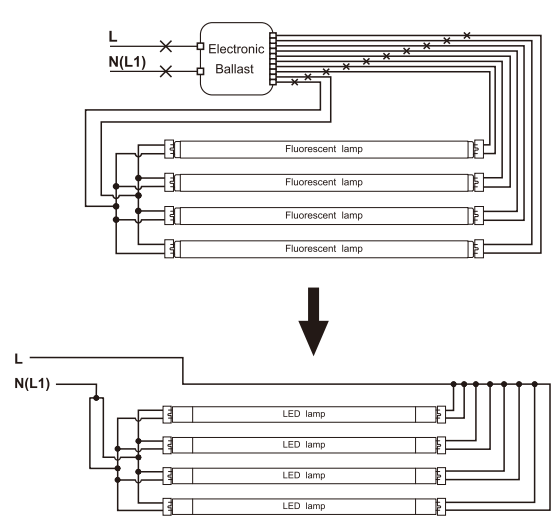 L
Electronic
N(L1)
Ballast
Fluorescent lamp
Fluorescent lamp
Fluorescent lamp
Fluorescent lamp
L
N(L1)
LED lamp
LED lamp
LED lamp
LED lamp